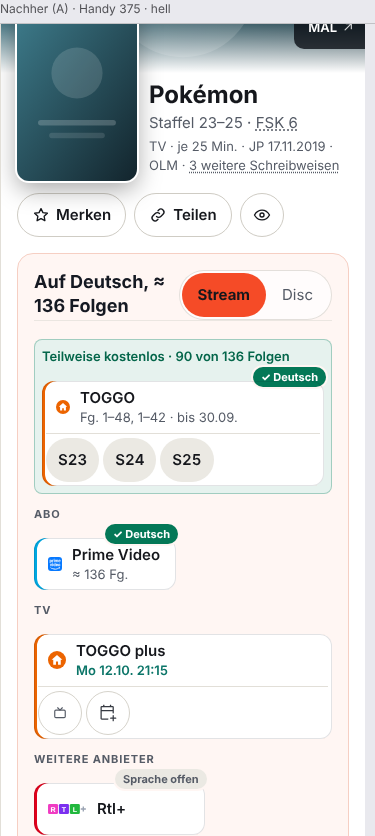 Nachher (A) · Handy 375 · hell
MAL ↗
Pokémon
Staffel 23–25 · FSK 6
TV · je 25 Min. · JP 17.11.2019 ·
OLM · 3 weitere Schreibweisen
Merken
Teilen
Auf Deutsch, ≈
136 Folgen
Stream
Disc
Teilweise kostenlos · 90 von 136 Folgen
✓ Deutsch
TOGGO
Fg. 1–48, 1–42 · bis 30.09.
S23
S24
S25
ABO
✓ Deutsch
prime video
Prime Video
≈ 136 Fg.
TV
TOGGO plus
Mo 12.10. 21:15
WEITERE ANBIETER
Sprache offen
RTL+
Rtl+